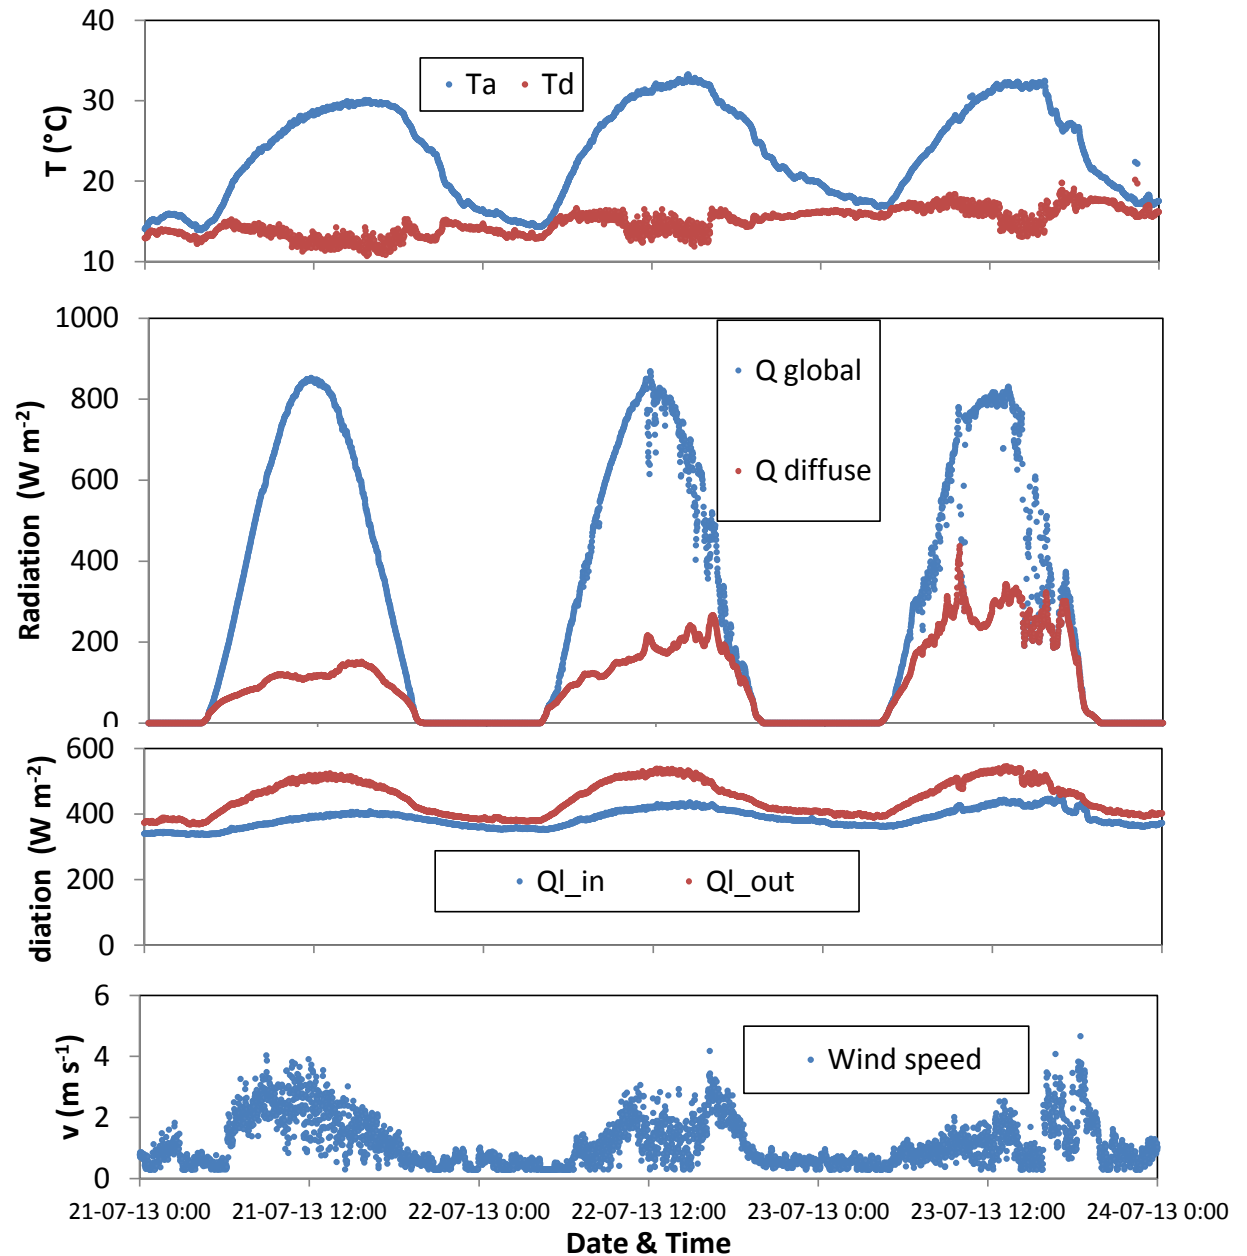 40
30
20
10
T (°C)
Ta Td
1000
800
600
400
200
0
Radiation (W m-2)
Q global
Q diffuse
600
400
200
0
diation (W m-2)
Ql_in Ql_out
6
4
2
0
v (m s-1)
Wind speed
21-07-13 0:00 21-07-13 12:00 22-07-13 0:00 22-07-13 12:00 23-07-13 0:00 23-07-13 12:00 24-07-13 0:00
Date & Time